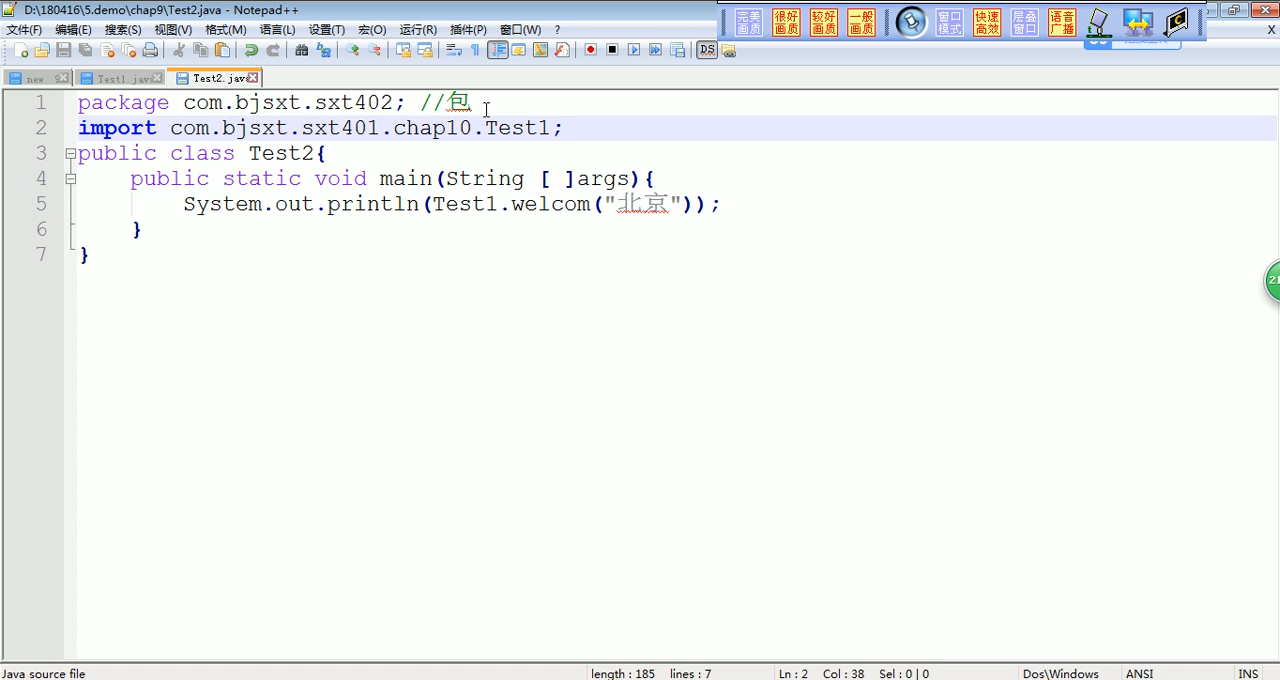 D:\180416\5.demo\chap9\Test2.java - Notepad++
完美画质 很好画质 较好画质 一般画质 窗口模式 快速高效 层叠窗口 语音广播
文件(F) 编辑(E) 搜索(S) 视图(V) 格式(M) 语言(L) 设置(T) 宏(O) 运行(R) 插件(P) 窗口(W) ? X
new Test1.java Test2.java
1 package com.bjsxt.sxt402; //包
2 import com.bjsxt.sxt401.chap10.Test1;
3 public class Test2{
4 public static void main(String [ ]args){
5 System.out.println(Test1.welcom("北京"));
6 }
7 }
21
Java source file length : 185 lines : 7 Ln : 2 Col : 38 Sel : 0 | 0 Dos\Windows ANSI INS